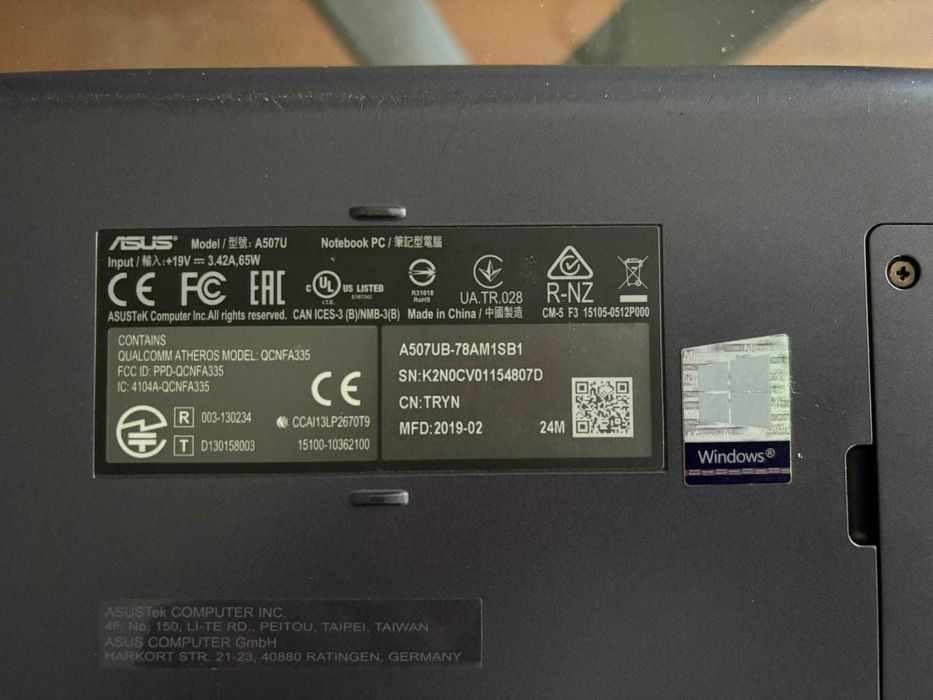 ASUS Model / 型號: A507U Notebook PC / 筆記型電腦
Input / 輸入: +19V ⎓ 3.42A,65W
CE FC EAC C UL US LISTED
I.T.E. E187242
R31018
RoHS
UA.TR.028
R-NZ
ASUSTeK Computer Inc.All rights reserved. CAN ICES-3 (B)/NMB-3(B) Made in China / 中國製造 CM-5 F3 15105-0512P000
CONTAINS
QUALCOMM ATHEROS MODEL: QCNFA335
FCC ID: PPD-QCNFA335
IC: 4104A-QCNFA335
CE
R 003-130234 CCAI13LP2670T9
T D130158003 15100-10362100
A507UB-78AM1SB1
SN:K2N0CV01154807D
CN:TRYN
MFD:2019-02 24M
Microsoft
Windows®
ASUSTek COMPUTER INC.
4F, No. 150, LI-TE RD., PEITOU, TAIPEI, TAIWAN
ASUS COMPUTER GmbH
HARKORT STR, 21-23, 40880 RATINGEN, GERMANY